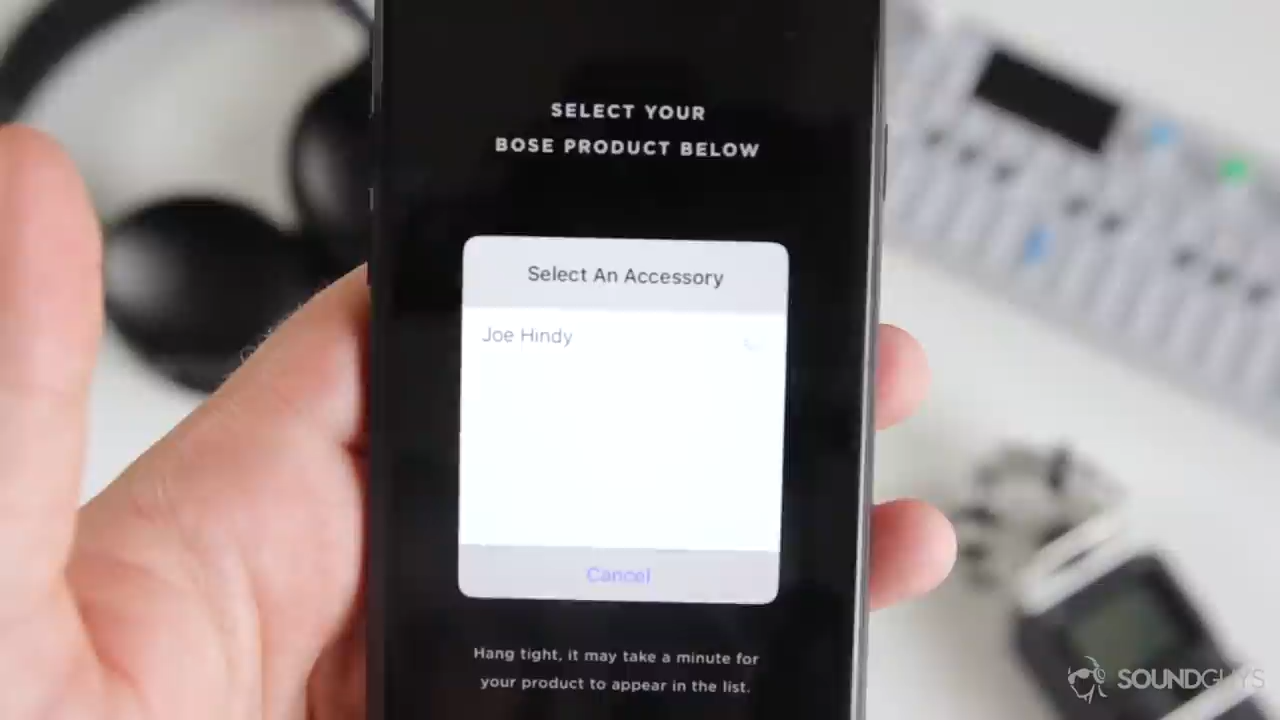 SELECT YOUR
BOSE PRODUCT BELOW
Select An Accessory
Joe Hindy
Cancel
Hang tight, it may take a minute for
your product to appear in the list.
SOUNDGUYS